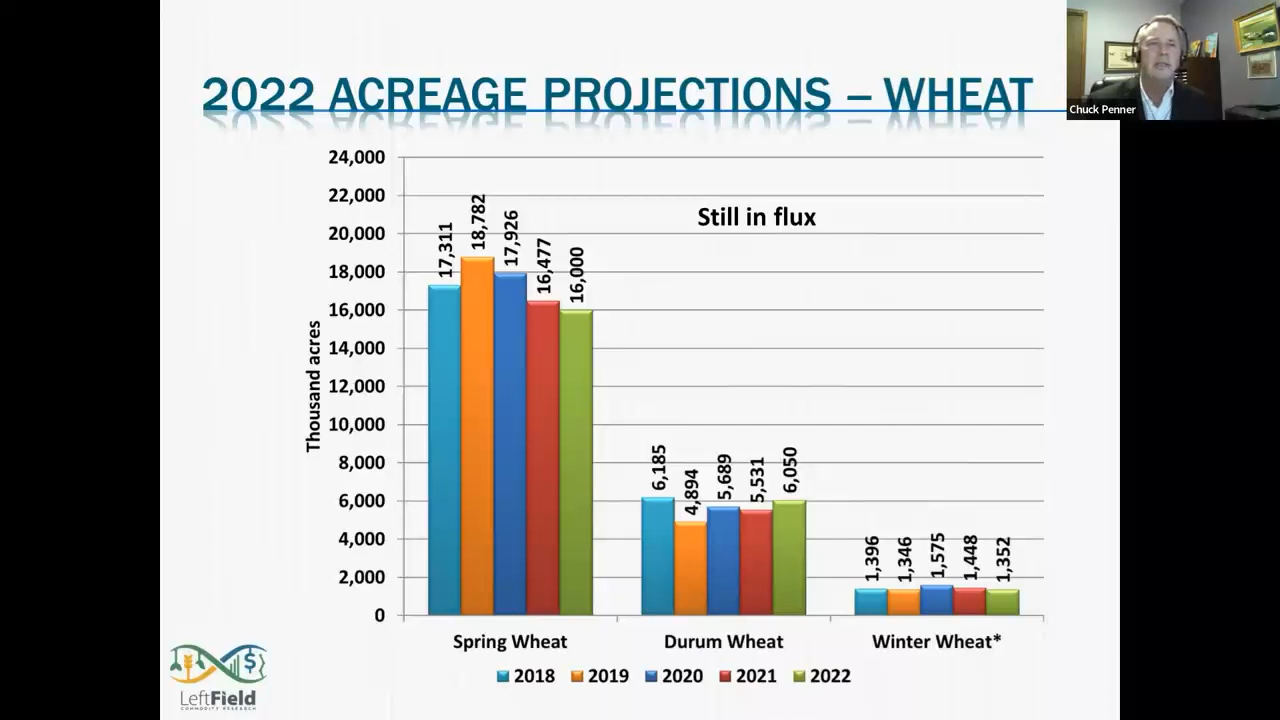 2022 ACREAGE PROJECTIONS – WHEAT
Chuck Penner
24,000
22,000
20,000
18,000
16,000
14,000
12,000
10,000
8,000
6,000
4,000
2,000
0
Thousand acres
Still in flux
17,311
18,782
17,926
16,477
16,000
6,185
4,894
5,689
5,531
6,050
1,396
1,346
1,575
1,448
1,352
Spring Wheat
Durum Wheat
Winter Wheat*
2018 2019 2020 2021 2022
LeftField
COMMODITY RESEARCH